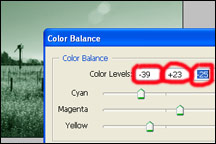 Color Balance
Color Balance
Color Levels: -39 +23 -25
Cyan
Magenta
Yellow